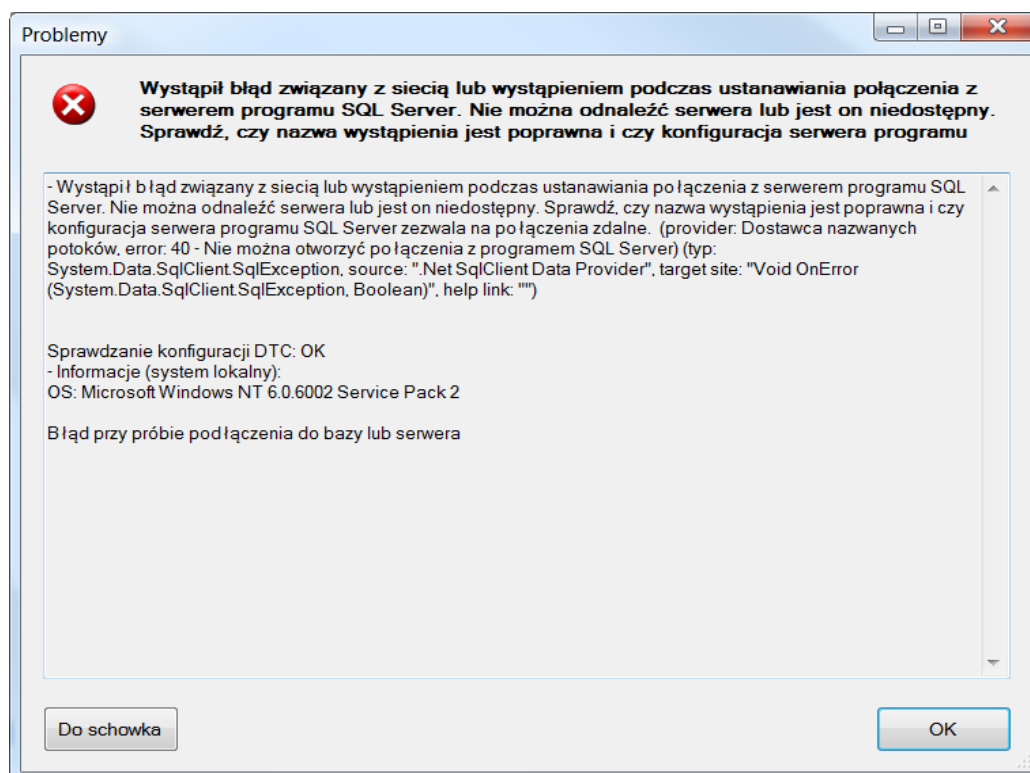 Problemy
Wystąpił błąd związany z siecią lub wystąpieniem podczas ustanawiania połączenia z
serwerem programu SQL Server. Nie można odnaleźć serwera lub jest on niedostępny.
Sprawdź, czy nazwa wystąpienia jest poprawna i czy konfiguracja serwera programu
- Wystąpił błąd związany z siecią lub wystąpieniem podczas ustanawiania połączenia z serwerem programu SQL
Server. Nie można odnaleźć serwera lub jest on niedostępny. Sprawdź, czy nazwa wystąpienia jest poprawna i czy
konfiguracja serwera programu SQL Server zezwala na połączenia zdalne.  (provider: Dostawca nazwanych
potoków, error: 40 - Nie można otworzyć połączenia z programem SQL Server) (typ:
System.Data.SqlClient.SqlException, source: ".Net SqlClient Data Provider", target site: "Void OnError
(System.Data.SqlClient.SqlException, Boolean)", help link: "")
Sprawdzanie konfiguracji DTC: OK
- Informacje (system lokalny):
OS: Microsoft Windows NT 6.0.6002 Service Pack 2
Błąd przy próbie podłączenia do bazy lub serwera
Do schowka
OK